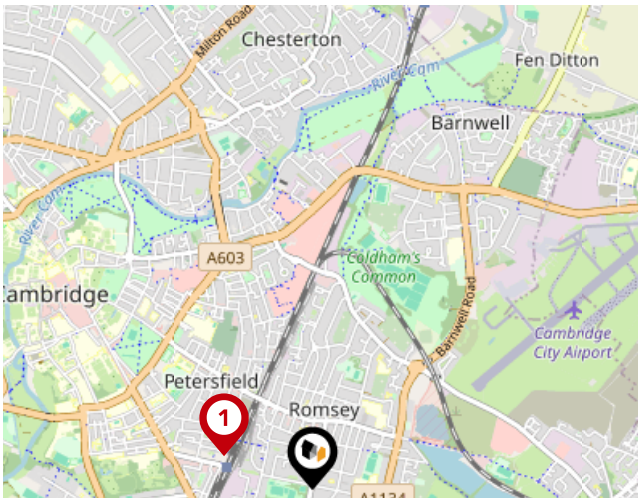 Milton Road
Chesterton
Fen Ditton
River Cam
Barnwell
River Cam
A603
Coldham's
Common
Cambridge
Barnwell Road
Cambridge
City Airport
Petersfield
Romsey
1
A1134